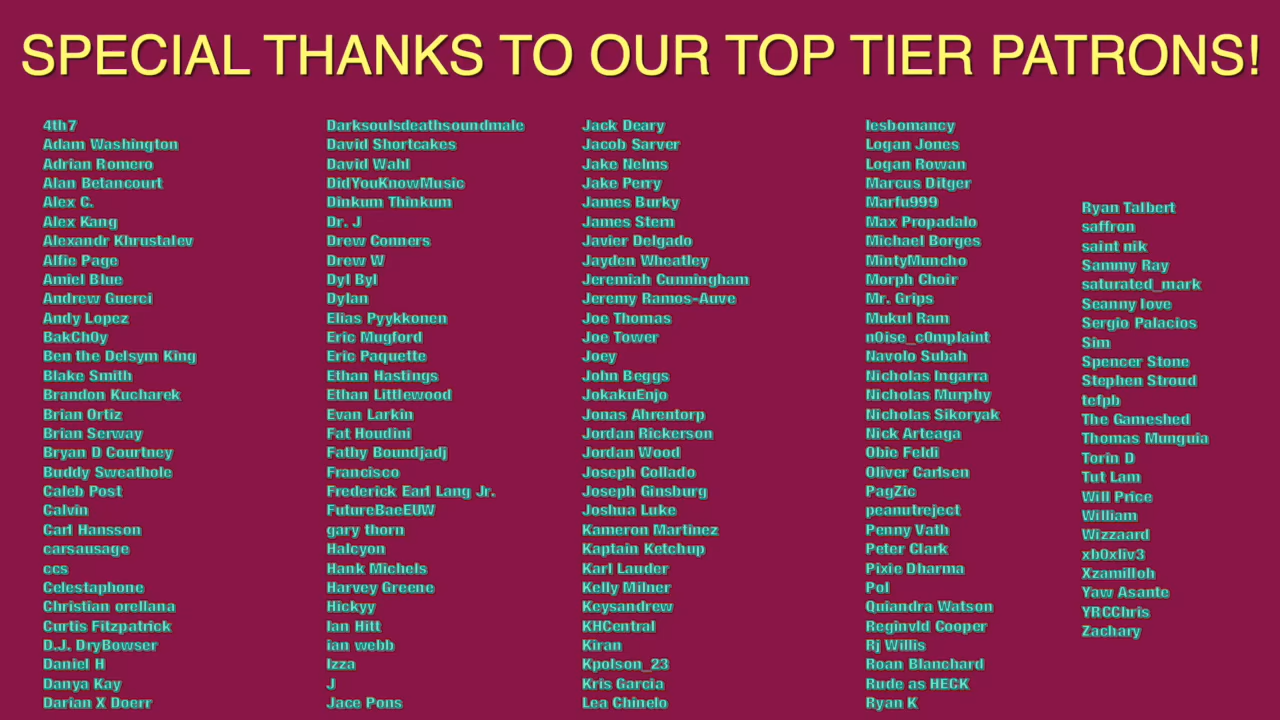 SPECIAL THANKS TO OUR TOP TIER PATRONS!
4th7
Adam Washington
Adrian Romero
Alan Betancourt
Alex C.
Alex Kang
Alexandr Khrustalev
Alfie Page
Amiel Blue
Andrew Guerci
Andy Lopez
BakCh0y
Ben the Delsym King
Blake Smith
Brandon Kucharek
Brian Ortiz
Brian Serway
Bryan D Courtney
Buddy Sweathole
Caleb Post
Calvin
Carl Hansson
carsausage
ccs
Celestaphone
Christian orellana
Curtis Fitzpatrick
D.J. DryBowser
Daniel H
Danya Kay
Darian X Doerr
Darksoulsdeathsoundmale
David Shortcakes
David Wahl
DidYouKnowMusic
Dinkum Thinkum
Dr. J
Drew Conners
Drew W
Dyl Byl
Dylan
Elias Pyykkonen
Eric Mugford
Eric Paquette
Ethan Hastings
Ethan Littlewood
Evan Larkin
Fat Houdini
Fathy Boundjadj
Francisco
Frederick Earl Lang Jr.
FutureBaeEUW
gary thorn
Halcyon
Hank Michels
Harvey Greene
Hickyy
Ian Hitt
ian webb
Izza
J
Jace Pons
Jack Deary
Jacob Sarver
Jake Nelms
Jake Perry
James Burky
James Stern
Javier Delgado
Jayden Wheatley
Jeremiah Cunningham
Jeremy Ramos-Auve
Joe Thomas
Joe Tower
Joey
John Beggs
JokakuEnjo
Jonas Ahrentorp
Jordan Rickerson
Jordan Wood
Joseph Collado
Joseph Ginsburg
Joshua Luke
Kameron Martinez
Kaptain Ketchup
Karl Lauder
Kelly Milner
Keysandrew
KHCentral
Kiran
Kpolson_23
Kris Garcia
Lea Chinelo
lesbomancy
Logan Jones
Logan Rowan
Marcus Ditger
Marfu999
Max Propadalo
Michael Borges
MintyMuncho
Morph Choir
Mr. Grips
Mukul Ram
n0ise_c0mplaint
Navolo Subah
Nicholas Ingarra
Nicholas Murphy
Nicholas Sikoryak
Nick Arteaga
Obie Feldi
Oliver Carlsen
PagZic
peanutreject
Penny Vath
Peter Clark
Pixie Dharma
Pol
Quiandra Watson
Reginvld Cooper
Rj Willis
Roan Blanchard
Rude as HECK
Ryan K
Ryan Talbert
saffron
saint nik
Sammy Ray
saturated_mark
Seanny love
Sergio Palacios
Sim
Spencer Stone
Stephen Stroud
tefph
The Gameshed
Thomas Munguia
Torin D
Tut Lam
Will Price
William
Wizzaard
xb0xliv3
Xzamilloh
Yaw Asante
YRCChris
Zachary